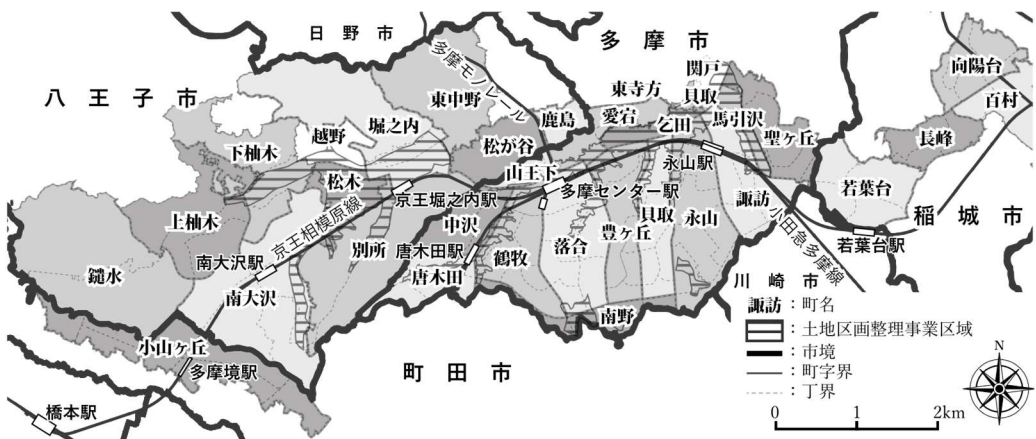 八王子市
日野市
多摩市
多摩モノレール
東中野
鹿島
東寺方
関戸
貝取
愛宕
乞田
馬引沢
聖ヶ丘
向陽台
百村
長峰
若葉台
稲城市
堀之内
越野
下柚木
松が谷
松木
山王下
永山駅
京王堀之内駅
多摩センター駅
上柚木
京王相模原線
中沢
別所
唐木田駅
唐木田
鶴牧
落合
豊ヶ丘
貝取
永山
諏訪
小田急多摩線
若葉台駅
鑓水
南大沢駅
南大沢
南野
小山ヶ丘
多摩境駅
橋本駅
町田市
川崎市
諏訪：町名
：土地区画整理事業区域
：市境
：町字界
：丁界
N
0 1 2km